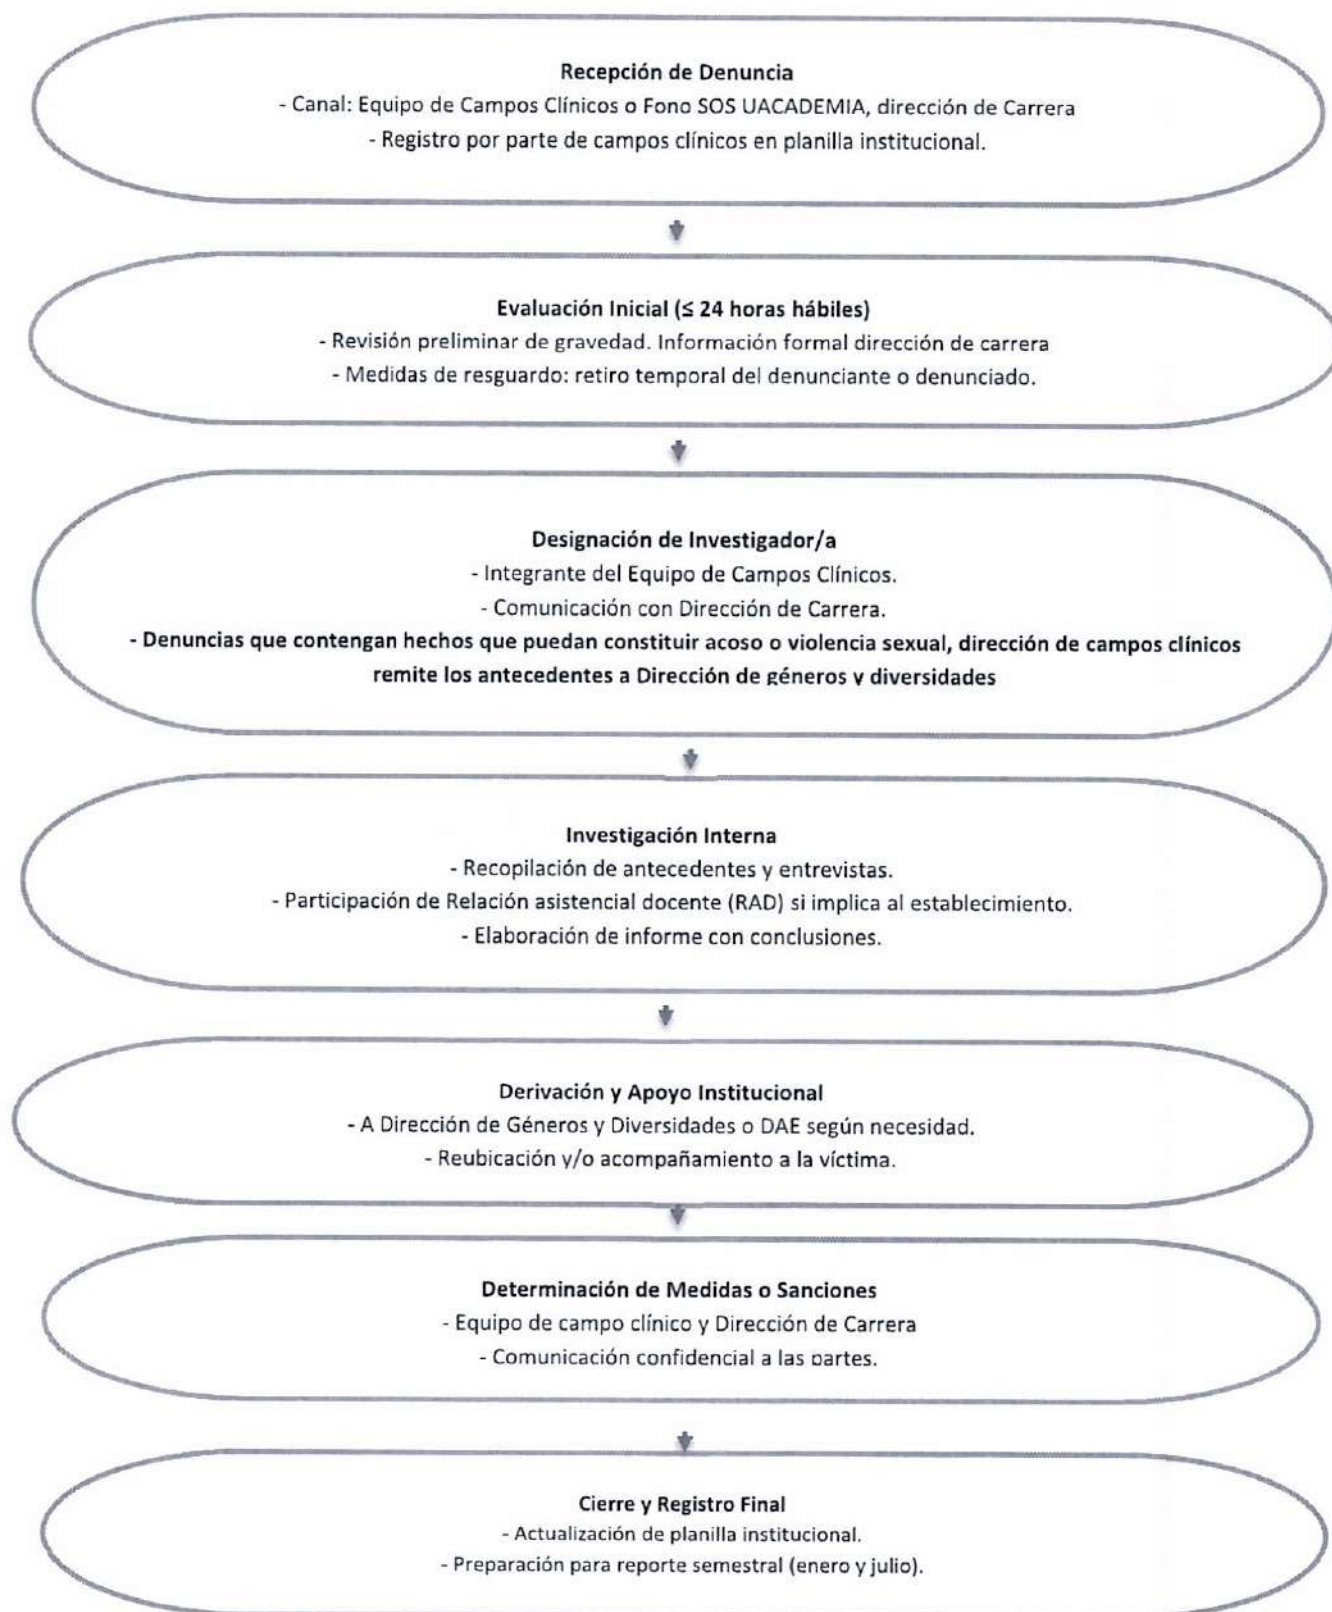 Recepción de Denuncia
- Canal: Equipo de Campos Clínicos o Fono SOS UACADEMIA, dirección de Carrera
- Registro por parte de campos clínicos en planilla institucional.
Evaluación Inicial (≤ 24 horas hábiles)
- Revisión preliminar de gravedad. Información formal dirección de carrera
- Medidas de resguardo: retiro temporal del denunciante o denunciado.
Designación de Investigador/a
- Integrante del Equipo de Campos Clínicos.
- Comunicación con Dirección de Carrera.
- Denuncias que contengan hechos que puedan constituir acoso o violencia sexual, dirección de campos clínicos
remite los antecedentes a Dirección de géneros y diversidades
Investigación Interna
- Recopilación de antecedentes y entrevistas.
- Participación de Relación asistencial docente (RAD) si implica al establecimiento.
- Elaboración de informe con conclusiones.
Derivación y Apoyo Institucional
- A Dirección de Géneros y Diversidades o DAE según necesidad.
- Reubicación y/o acompañamiento a la víctima.
Determinación de Medidas o Sanciones
- Equipo de campo clínico y Dirección de Carrera
- Comunicación confidencial a las partes.
Cierre y Registro Final
- Actualización de planilla institucional.
- Preparación para reporte semestral (enero y julio).